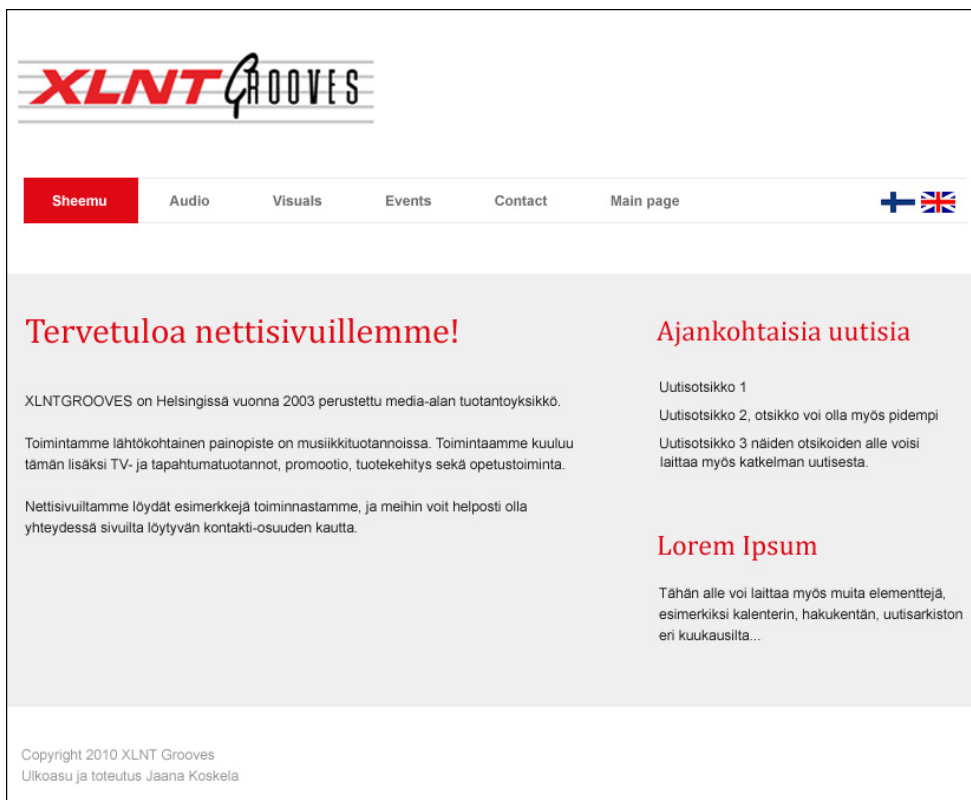 XLNT GROOVES
Sheemu Audio Visuals Events Contact Main page
Tervetuloa nettisivuillemme!
XLNTGROOVES on Helsingissä vuonna 2003 perustettu media-alan tuotantoyksikkö.
Toimintamme lähtökohtainen painopiste on musiikkituotannoissa. Toimintaamme kuuluu
tämän lisäksi TV- ja tapahtumatuotannot, promootio, tuotekehitys sekä opetustoiminta.
Nettisivuiltamme löydät esimerkkejä toiminnastamme, ja meihin voit helposti olla
yhteydessä sivuilta löytyvän kontakti-osuuden kautta.
Ajankohtaisia uutisia
Uutisotsikko 1
Uutisotsikko 2, otsikko voi olla myös pidempi
Uutisotsikko 3 näiden otsikoiden alle voisi
laittaa myös katkelman uutisesta.
Lorem Ipsum
Tähän alle voi laittaa myös muita elementtejä,
esimerkiksi kalenterin, hakukentän, uutisarkiston
eri kuukausilta...
Copyright 2010 XLNT Grooves
Ulkoasu ja toteutus Jaana Koskela